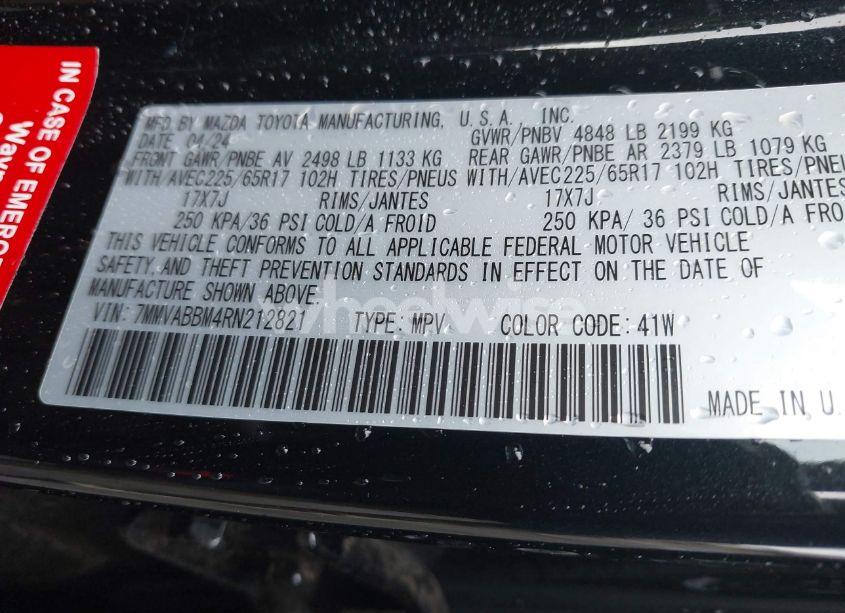 IN CASE OF EMERG
MFD BY MAZDA TOYOTA MANUFACTURING, U.S.A. INC.
DATE 04/24 GVWR/PNBV 4848 LB 2199 KG
FRONT GAWR/PNBE AV 2498 LB 1133 KG REAR GAWR/PNBE AR 2379 LB 1079 KG
WITH/AVEC225/65R17 102H TIRES/PNEUS WITH/AVEC225/65R17 102H TIRES/PNEU
17X7J RIMS/JANTES 17X7J RIMS/JANTES
250 KPA/36 PSI COLD/A FROID 250 KPA/ 36 PSI COLD/A FROI
THIS VEHICLE CONFORMS TO ALL APPLICABLE FEDERAL MOTOR VEHICLE
SAFETY AND THEFT PREVENTION STANDARDS IN EFFECT ON THE DATE OF
MANUFACTURE SHOWN ABOVE.
VIN:7MMVABBM4RN212821 TYPE:MPV COLOR CODE:41W
MADE IN U.
wheelwise